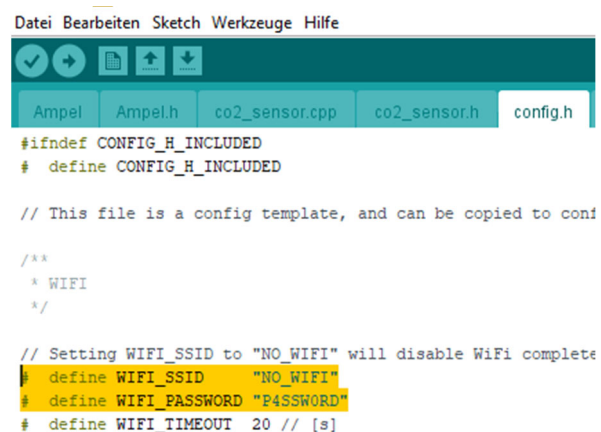 Datei Bearbeiten Sketch Werkzeuge Hilfe
Ampel Ampel.h co2_sensor.cpp co2_sensor.h config.h
#ifndef CONFIG_H_INCLUDED
# define CONFIG_H_INCLUDED
// This file is a config template, and can be copied to
/**
* WIFI
*/
// Setting WIFI_SSID to "NO_WIFI" will disable WiFi
# define WIFI_SSID "NO_WIFI"
# define WIFI_PASSWORD "P4SSW0RD"
# define WIFI_TIMEOUT 20 // [s]